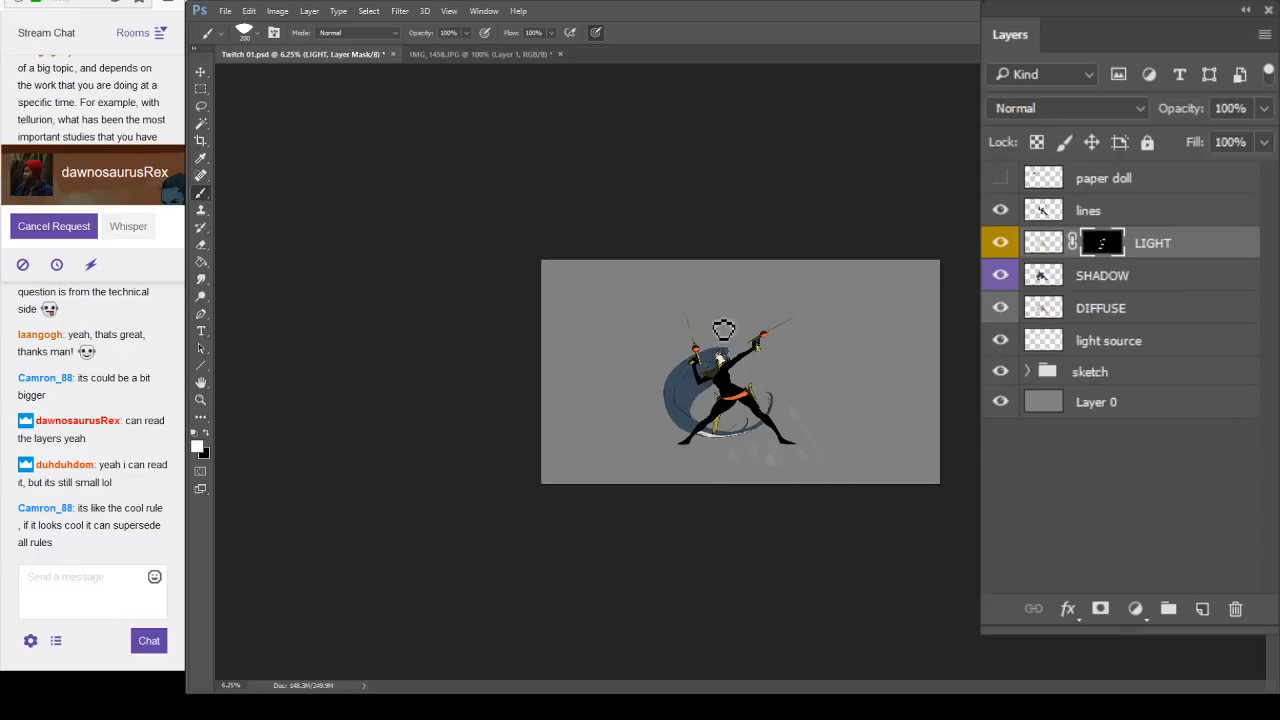 Stream Chat
Rooms
of a big topic, and depends on
the work that you are doing at a
specific time. For example, with
tellurion, what has been the most
important studies that you have
dawnosaurusRex
Cancel Request
Whisper
question is from the technical
side
laangogh: yeah, thats great,
thanks man!
Camron_88: its could be a bit
bigger
dawnosaurusRex: can read
the layers yeah
duhduhdom: yeah i can read
it, but its still small lol
Camron_88: its like the cool rule
, if it looks cool it can supersede
all rules
Send a message
Chat
Ps File Edit Image Layer Type Select Filter 3D View Window Help
200 Mode: Normal Opacity: 100% Flow: 100%
Twitch 01.psd @ 6.25% (LIGHT, Layer Mask/8) * × IMG_1458.JPG @ 100% (Layer 1, RGB/8) * ×
6.25% Doc: 148.3M/249.9M
Layers
Kind
Normal Opacity: 100%
Lock: Fill: 100%
paper doll
lines
LIGHT
SHADOW
DIFFUSE
light source
sketch
Layer 0
fx